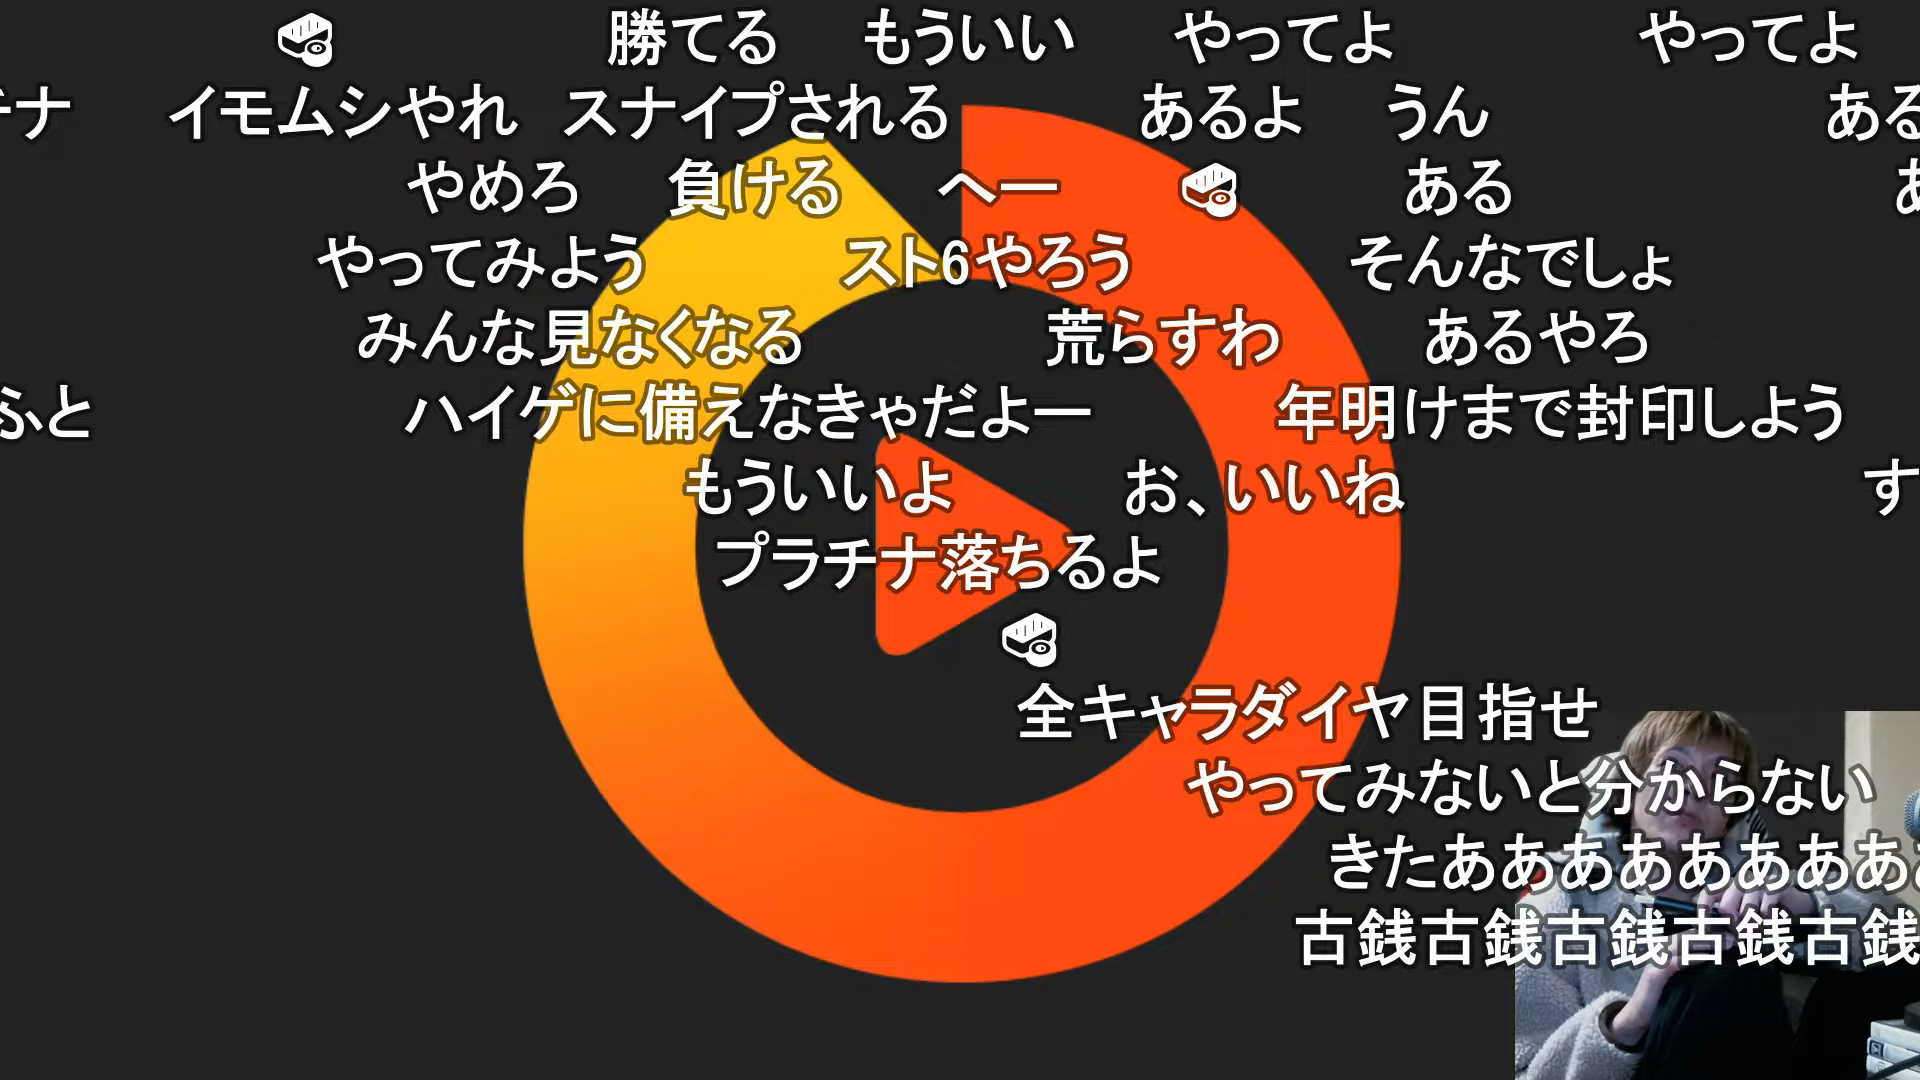 勝てる もういい やってよ やってよ
チナ イモムシやれ スナイプされる あるよ うん ある
やめろ 負ける へー ある あ
やってみよう スト6やろう そんなでしょ
みんな見なくなる 荒らすわ あるやろ
ふと ハイゲに備えなきゃだよー 年明けまで封印しよう
もういいよ お、いいね す
プラチナ落ちるよ
全キャラダイヤ目指せ
やってみないと分からない
きたああああああああ
古銭古銭古銭古銭古銭